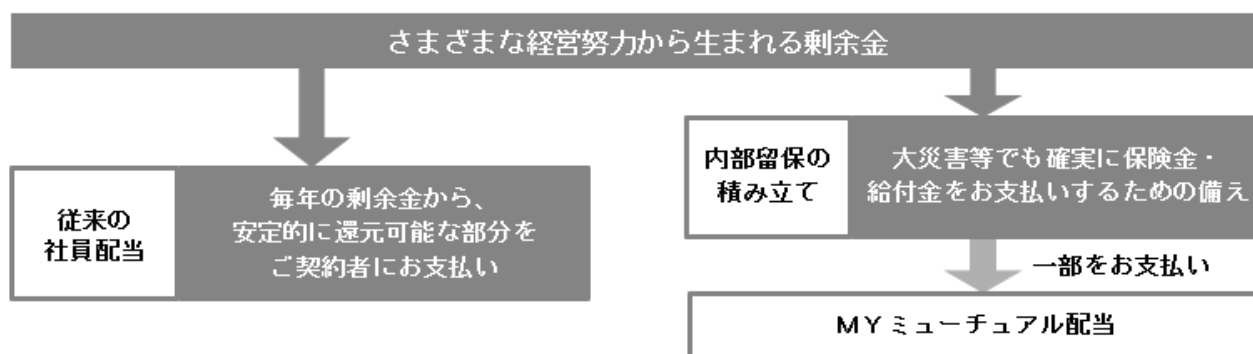 さまざまな経営努力から生まれる剰余金
従来の
社員配当
毎年の剰余金から、
安定的に還元可能な部分を
ご契約者にお支払い
内部留保の
積み立て
大災害等でも確実に保険金・
給付金をお支払いするための備え
一部をお支払い
MYミューチュアル配当